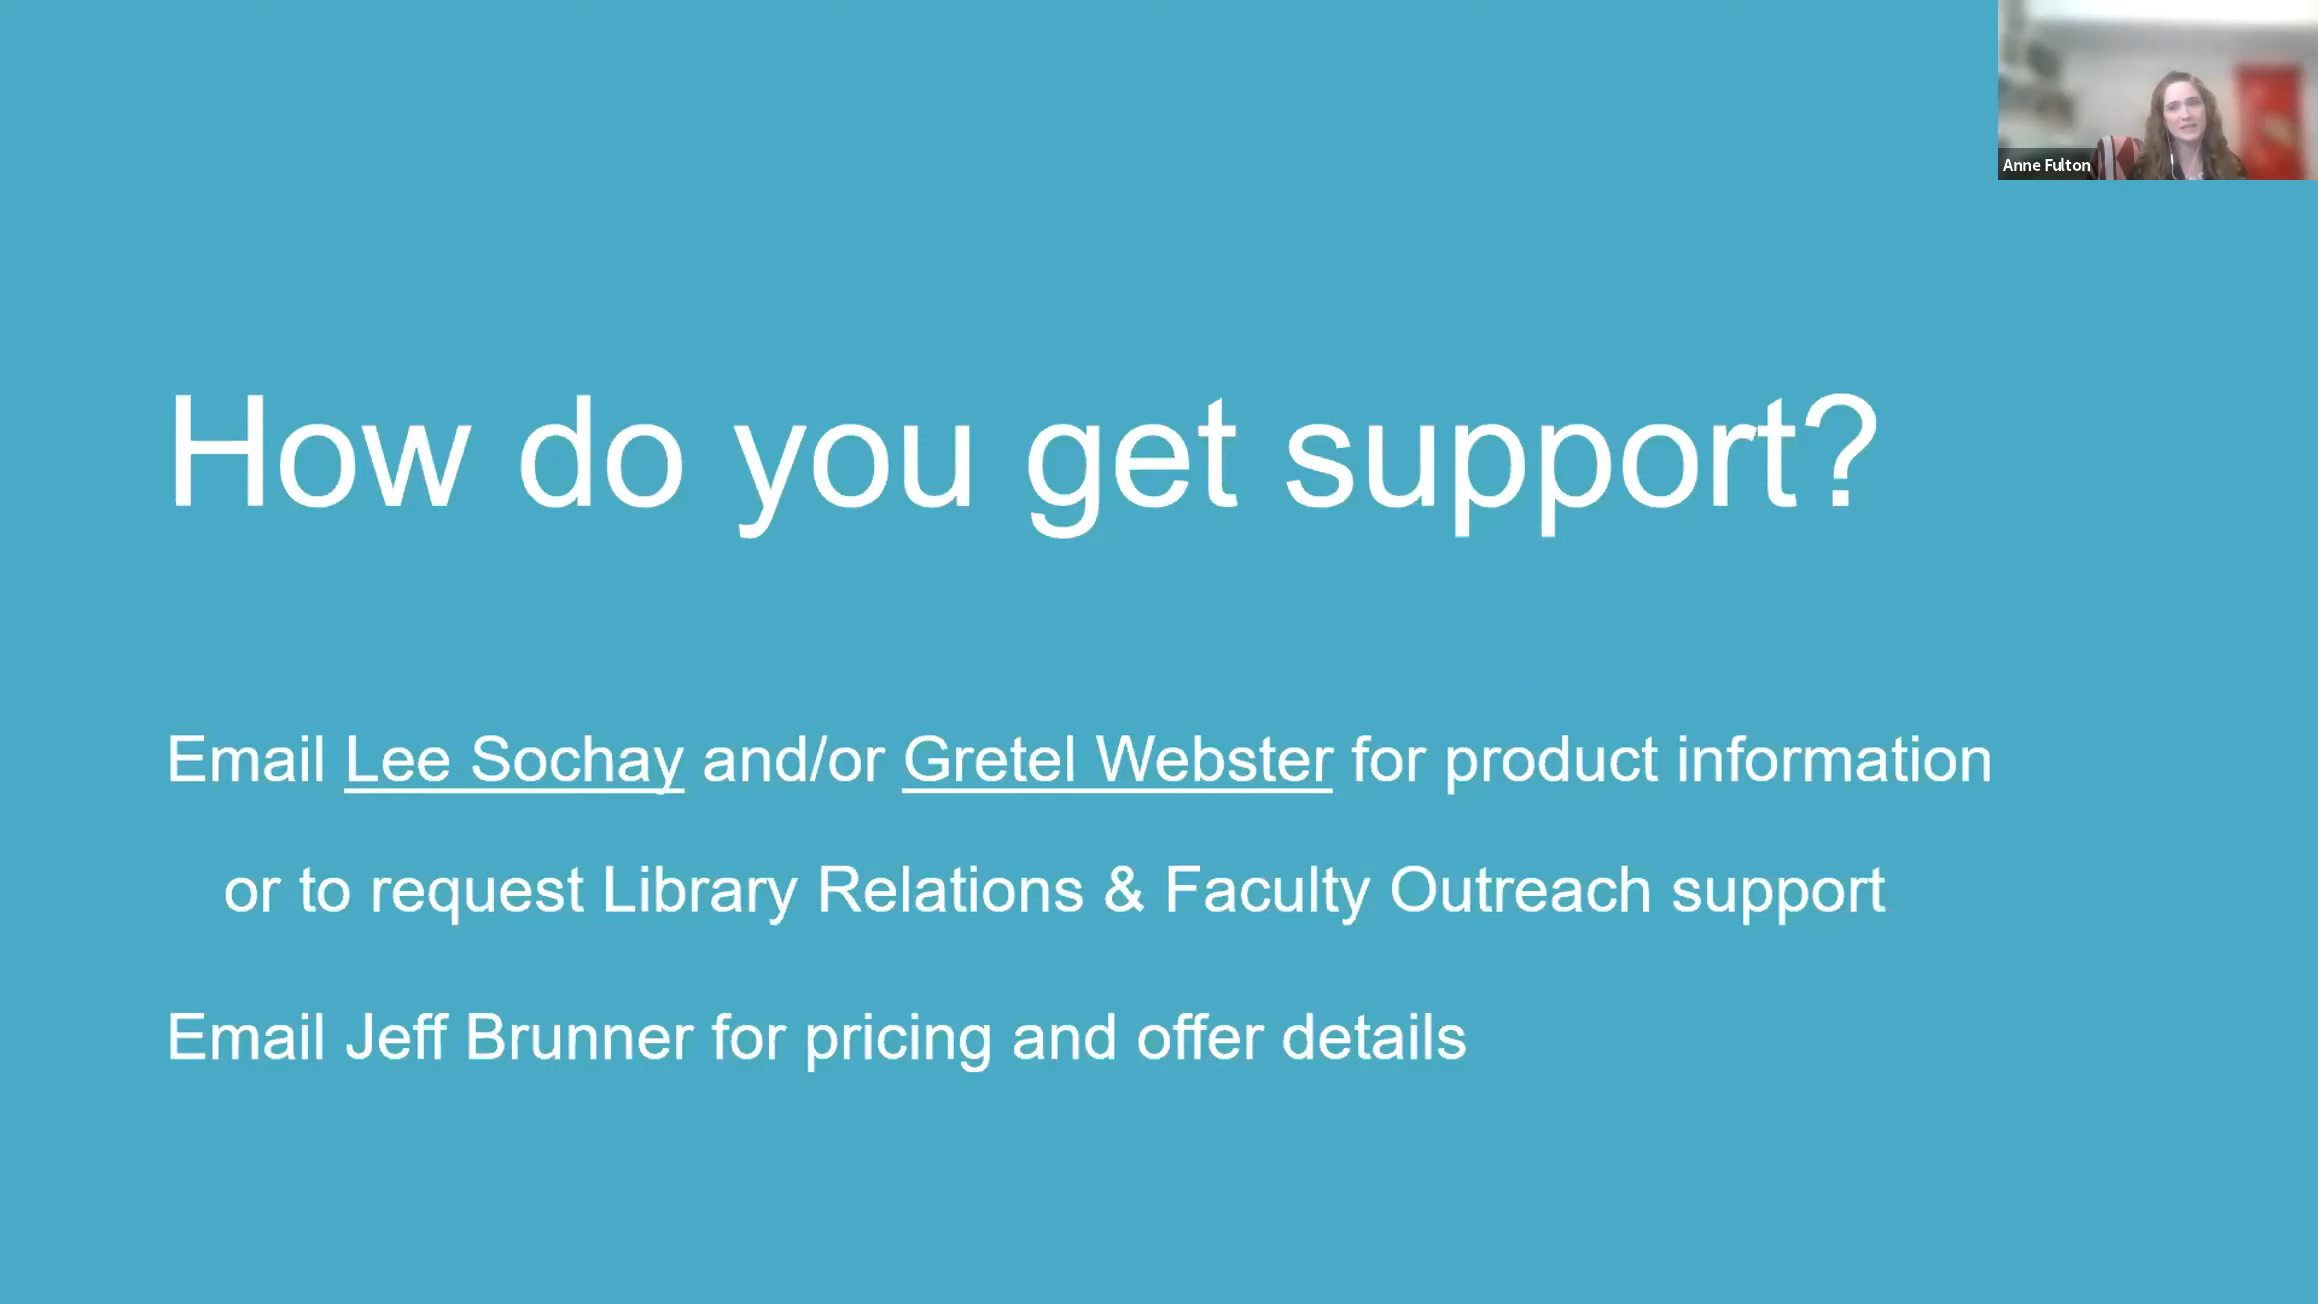 Anne Fulton
How do you get support?
Email Lee Sochay and/or Gretel Webster for product information
or to request Library Relations & Faculty Outreach support
Email Jeff Brunner for pricing and offer details